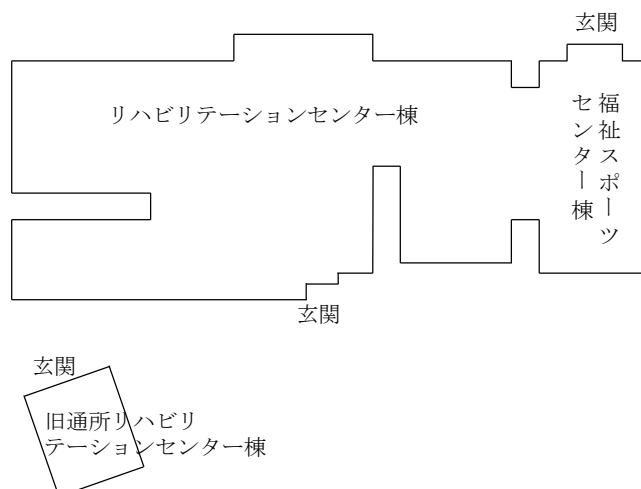 玄関
リハビリテーションセンター棟
福祉スポーツ
センター棟
玄関
玄関
旧通所リハビリ
テーションセンター棟